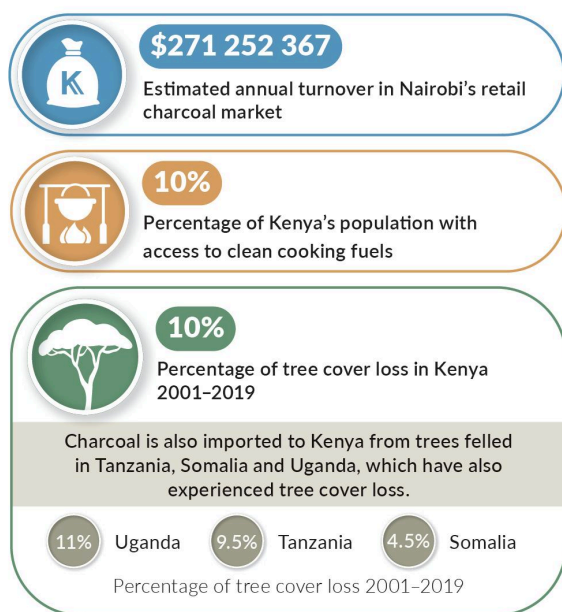 $271 252 367
Estimated annual turnover in Nairobi's retail
charcoal market
10%
Percentage of Kenya's population with
access to clean cooking fuels
10%
Percentage of tree cover loss in Kenya
2001–2019
Charcoal is also imported to Kenya from trees felled
in Tanzania, Somalia and Uganda, which have also
experienced tree cover loss.
11% Uganda 9.5% Tanzania 4.5% Somalia
Percentage of tree cover loss 2001–2019